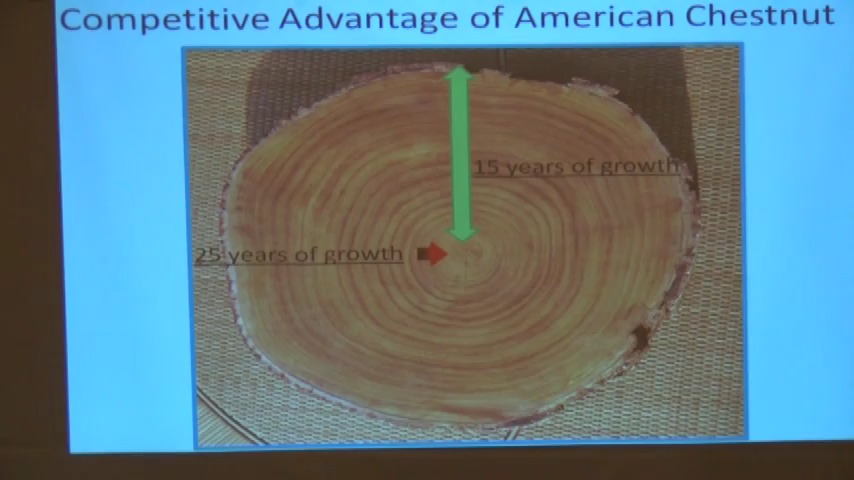 Competitive Advantage of American Chestnut
15 years of growth
25 years of growth